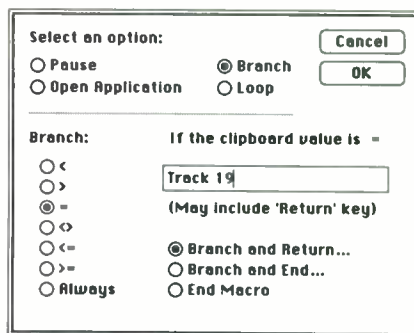 Select an option:
Cancel
Pause
Branch
OK
Open Application
Loop
Branch:
If the clipboard value is =
<
>
Track 19
=
(May include 'Return' key)
<>
<=
Branch and Return...
>=
Branch and End...
Always
End Macro